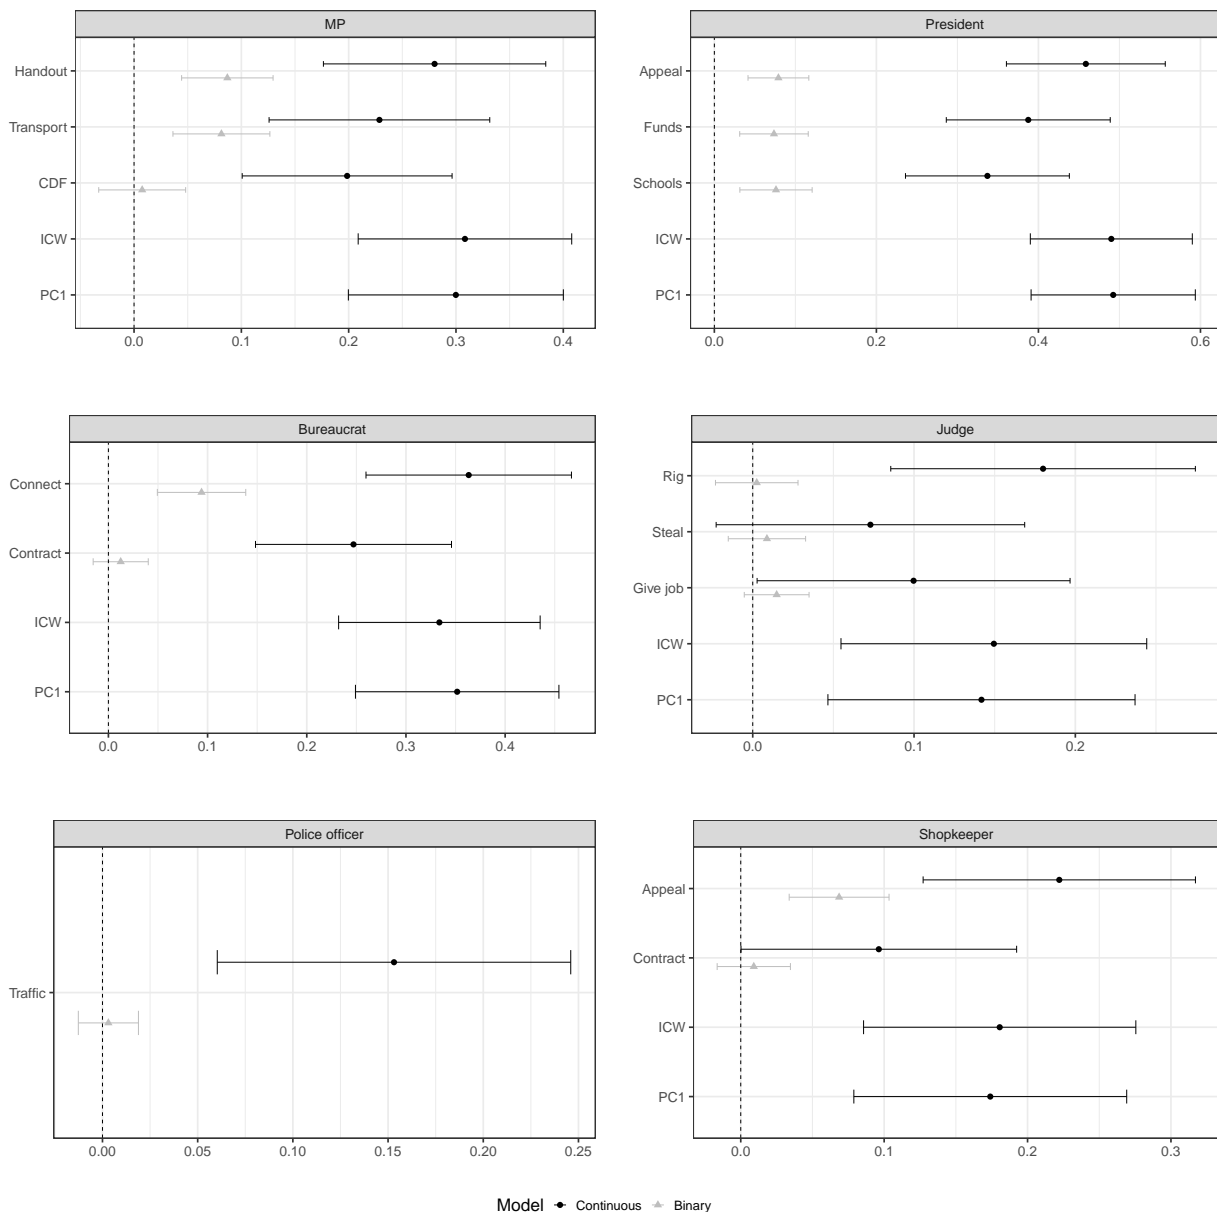 MP
Handout
Transport
CDF
ICW
PC1
0.0 0.1 0.2 0.3 0.4
President
Appeal
Funds
Schools
ICW
PC1
0.0 0.2 0.4 0.6
Bureaucrat
Connect
Contract
ICW
PC1
0.0 0.1 0.2 0.3 0.4
Judge
Rig
Steal
Give job
ICW
PC1
0.0 0.1 0.2
Police officer
Traffic
0.00 0.05 0.10 0.15 0.20 0.25
Shopkeeper
Appeal
Contract
ICW
PC1
0.0 0.1 0.2 0.3
Model Continuous Binary